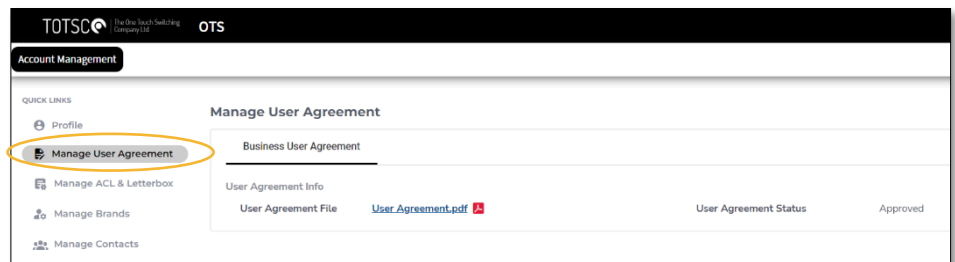 TOTSCO The One Touch Switching Company Ltd OTS
Account Management
QUICK LINKS
Profile
Manage User Agreement
Manage ACL & Letterbox
Manage Brands
Manage Contacts
Manage User Agreement
Business User Agreement
User Agreement Info
User Agreement File User Agreement.pdf User Agreement Status Approved